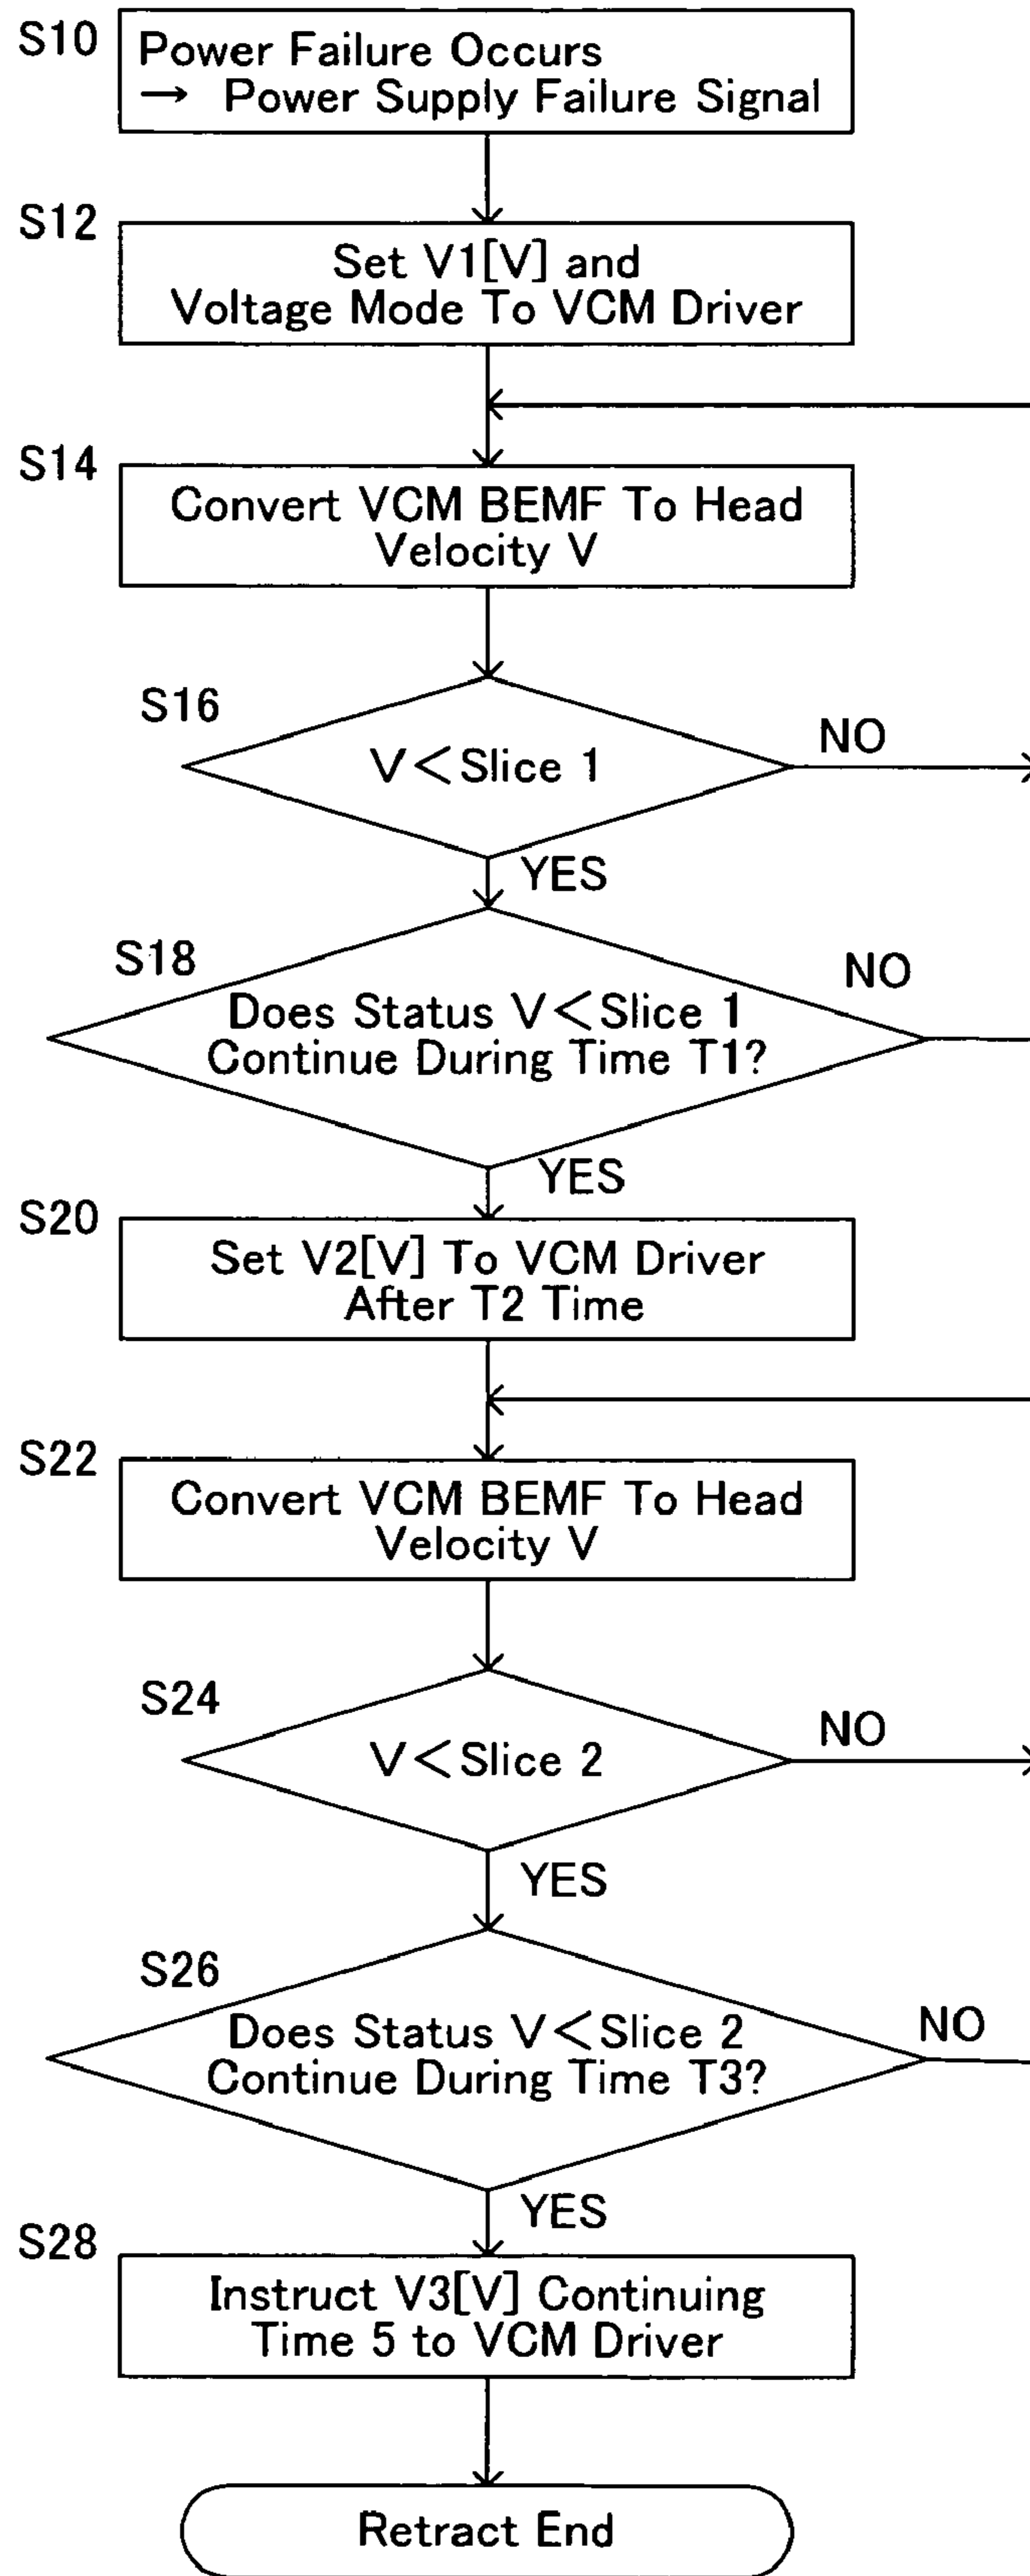 S10
Power Failure Occurs
→ Power Supply Failure Signal
S12
Set V1[V] and
Voltage Mode To VCM Driver
S14
Convert VCM BEMF To Head
Velocity V
S16
V<Slice 1
NO
YES
S18
Does Status V<Slice 1
Continue During Time T1?
NO
YES
S20
Set V2[V] To VCM Driver
After T2 Time
S22
Convert VCM BEMF To Head
Velocity V
S24
V<Slice 2
NO
YES
S26
Does Status V<Slice 2
Continue During Time T3?
NO
YES
S28
Instruct V3[V] Continuing
Time 5 to VCM Driver
Retract End